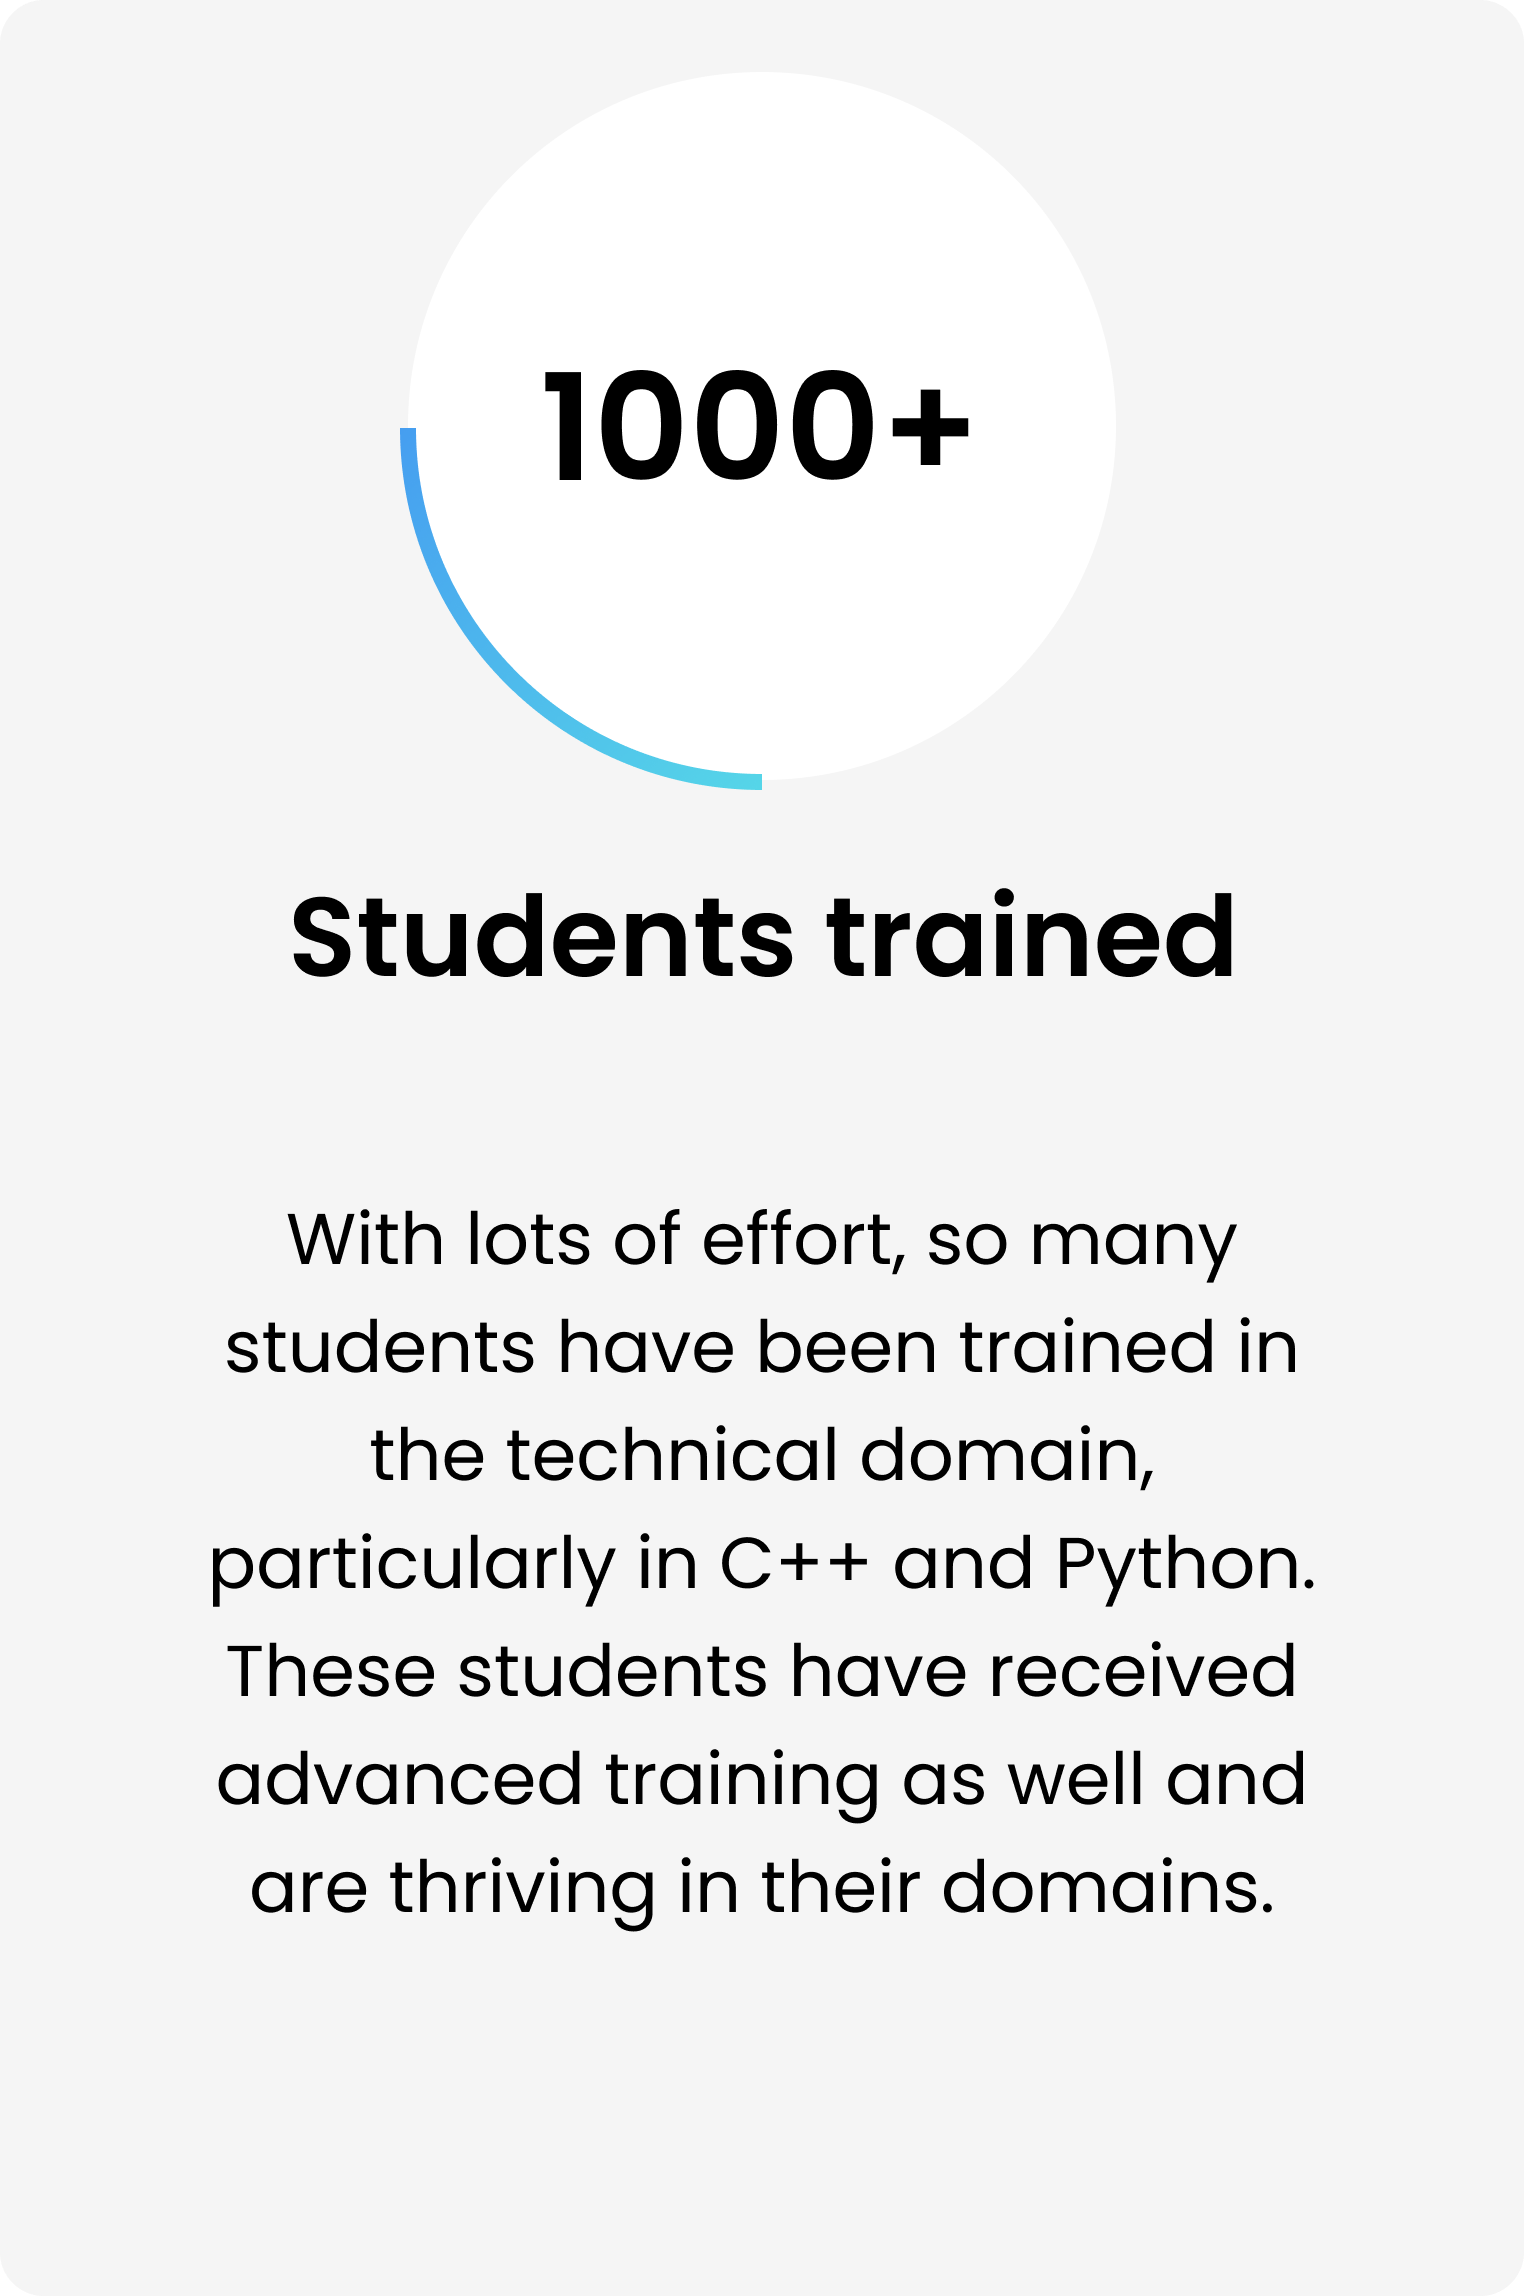 1000+
Students trained
With lots of effort, so many
students have been trained in
the technical domain,
particularly in C++ and Python.
These students have received
advanced training as well and
are thriving in their domains.